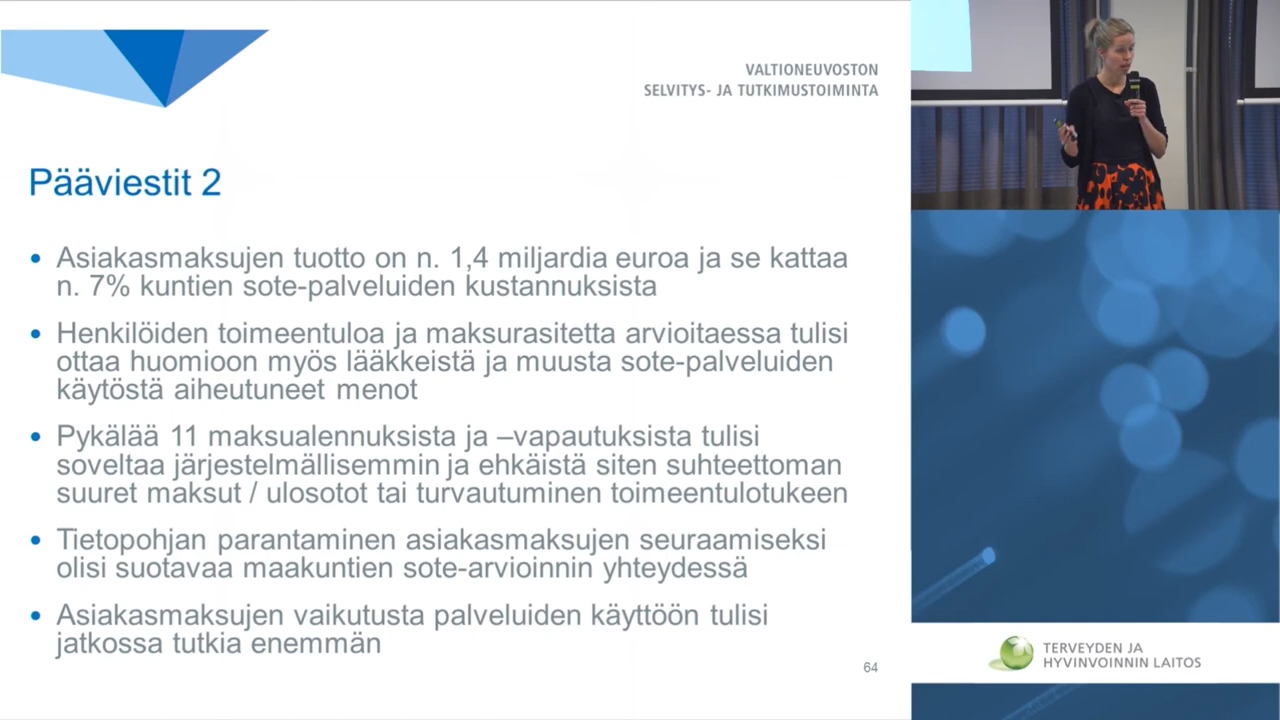 VALTIONEUVOSTON
SELVITYS- JA TUTKIMUSTOIMINTA
Pääviestit 2
• Asiakasmaksujen tuotto on n. 1,4 miljardia euroa ja se kattaa
n. 7% kuntien sote-palveluiden kustannuksista
• Henkilöiden toimeentuloa ja maksurasitetta arvioitaessa tulisi
ottaa huomioon myös lääkkeistä ja muusta sote-palveluiden
käytöstä aiheutuneet menot
• Pykälää 11 maksualennuksista ja –vapautuksista tulisi
soveltaa järjestelmällisemmin ja ehkäistä siten suhteettoman
suuret maksut / ulosotot tai turvautuminen toimeentulotukeen
• Tietopohjan parantaminen asiakasmaksujen seuraamiseksi
olisi suotavaa maakuntien sote-arvioinnin yhteydessä
• Asiakasmaksujen vaikutusta palveluiden käyttöön tulisi
jatkossa tutkia enemmän
64
TERVEYDEN JA
HYVINVOINNIN LAITOS